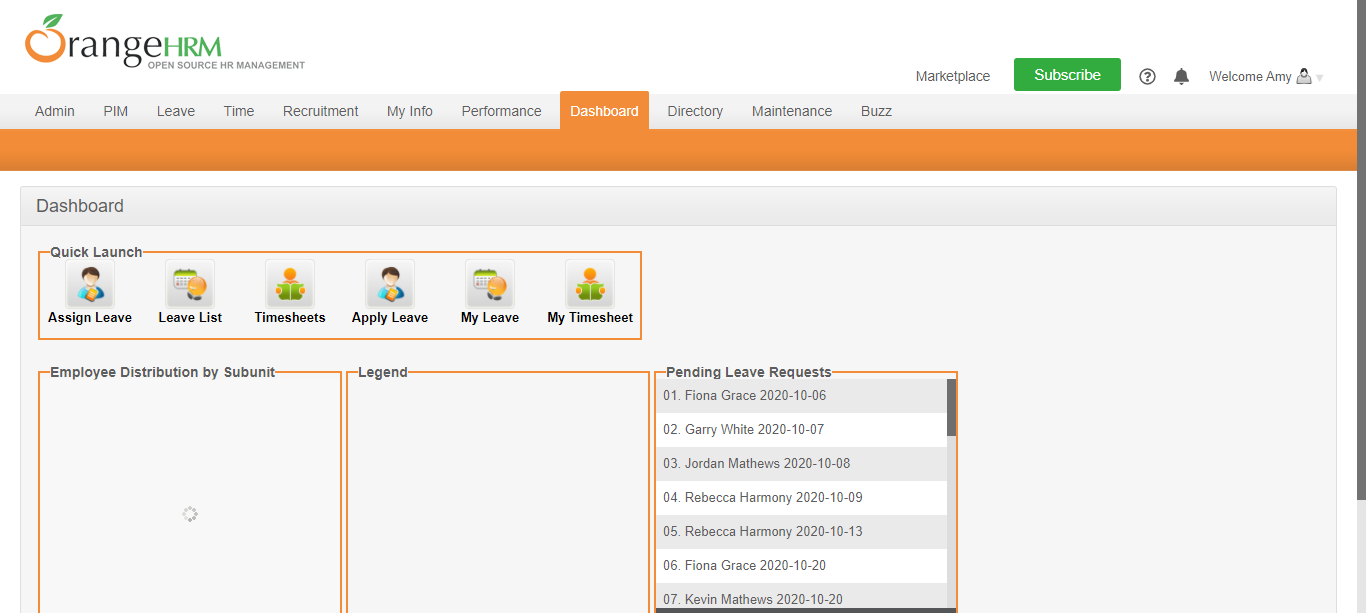 OrangeHRM
OPEN SOURCE HR MANAGEMENT
Marketplace Subscribe ? Welcome Amy
Admin PIM Leave Time Recruitment My Info Performance Dashboard Directory Maintenance Buzz
Dashboard
Quick Launch
Assign Leave Leave List Timesheets Apply Leave My Leave My Timesheet
Employee Distribution by Subunit Legend Pending Leave Requests
01. Fiona Grace 2020-10-06
02. Garry White 2020-10-07
03. Jordan Mathews 2020-10-08
04. Rebecca Harmony 2020-10-09
05. Rebecca Harmony 2020-10-13
06. Fiona Grace 2020-10-20
07. Kevin Mathews 2020-10-20